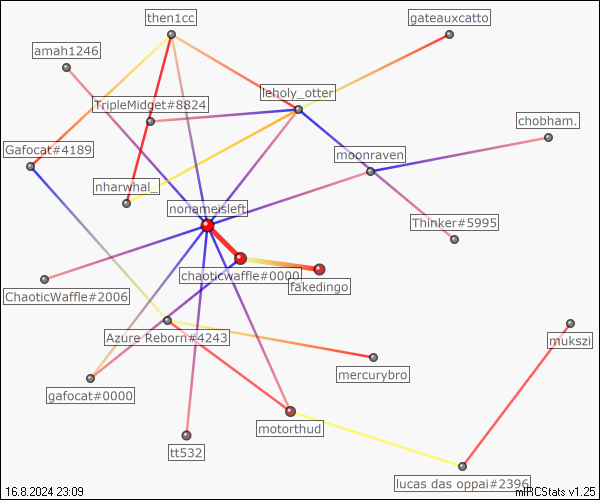 then1cc
gateauxcatto
amah1246
leholy_otter
TripleMidget#8824
chobham.
Gafocat#4189
moonraven
nharwhal_
nonameisleft
Thinker#5995
chaoticwaffle#0000
fakedingo
ChaoticWaffle#2006
Azure Reborn#4243
mukszi
mercurybro
gafocat#0000
motorthud
tt532
lucas das oppai#2396
16.8.2024 23:09
mIRCStats v1.25